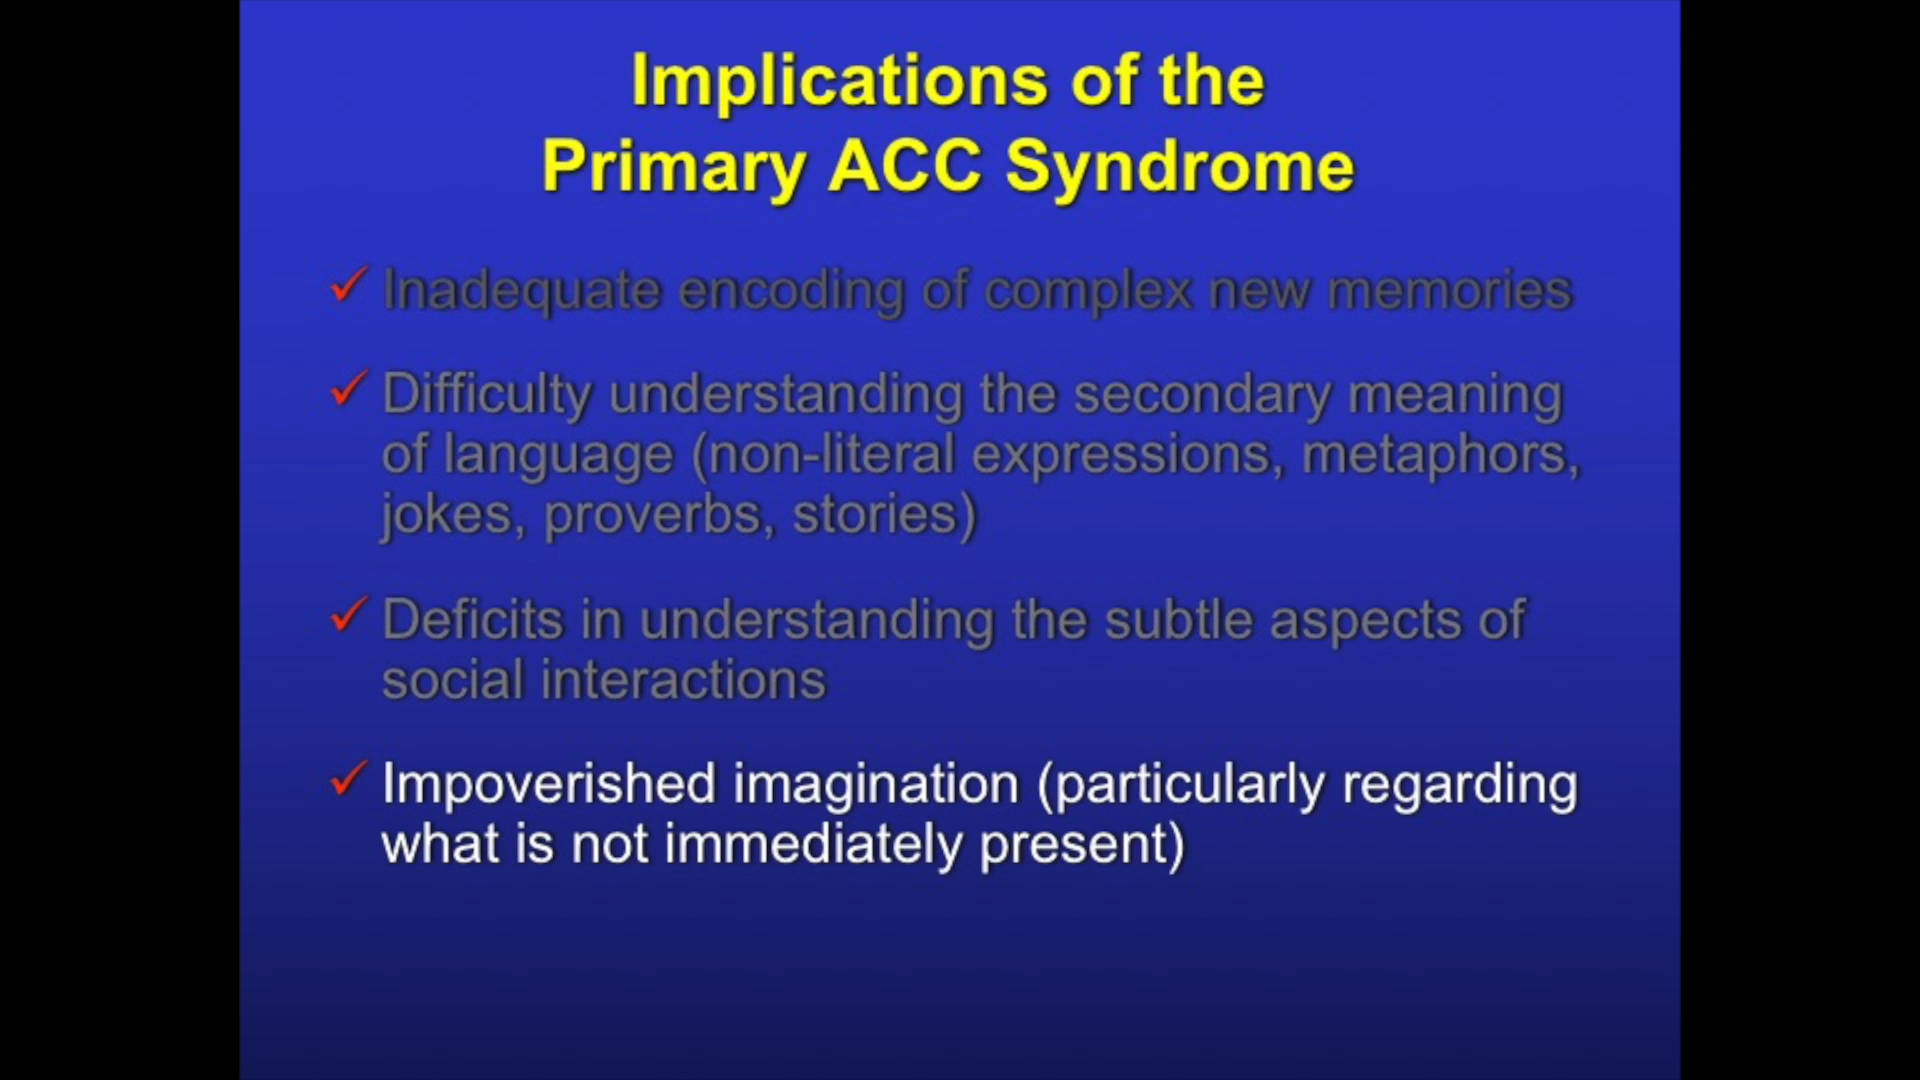 Implications of the
Primary ACC Syndrome
✓ Inadequate encoding of complex new memories
✓ Difficulty understanding the secondary meaning
of language (non-literal expressions, metaphors,
jokes, proverbs, stories)
✓ Deficits in understanding the subtle aspects of
social interactions
✓ Impoverished imagination (particularly regarding
what is not immediately present)